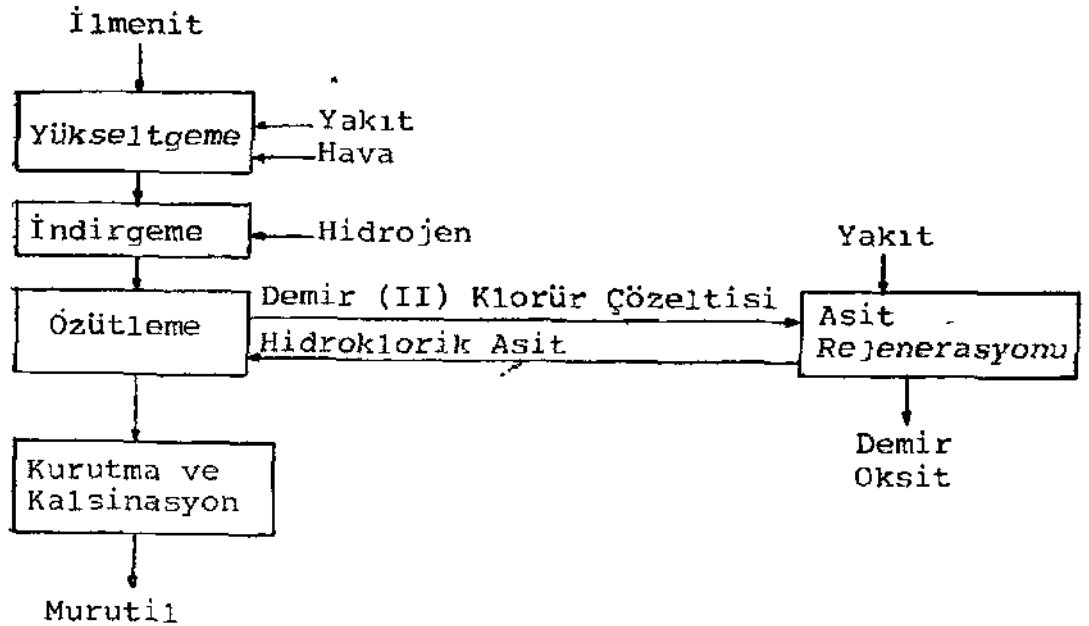 İlmenit
Yükseltgeme
Yakıt
Hava
İndirgeme
Hidrojen
Özütleme
Demir (II) Klorür Çözeltisi
Hidroklorik Asit
Yakıt
Asit
Rejenerasyonu
Demir
Oksit
Kurutma ve
Kalsinasyon
Murutil